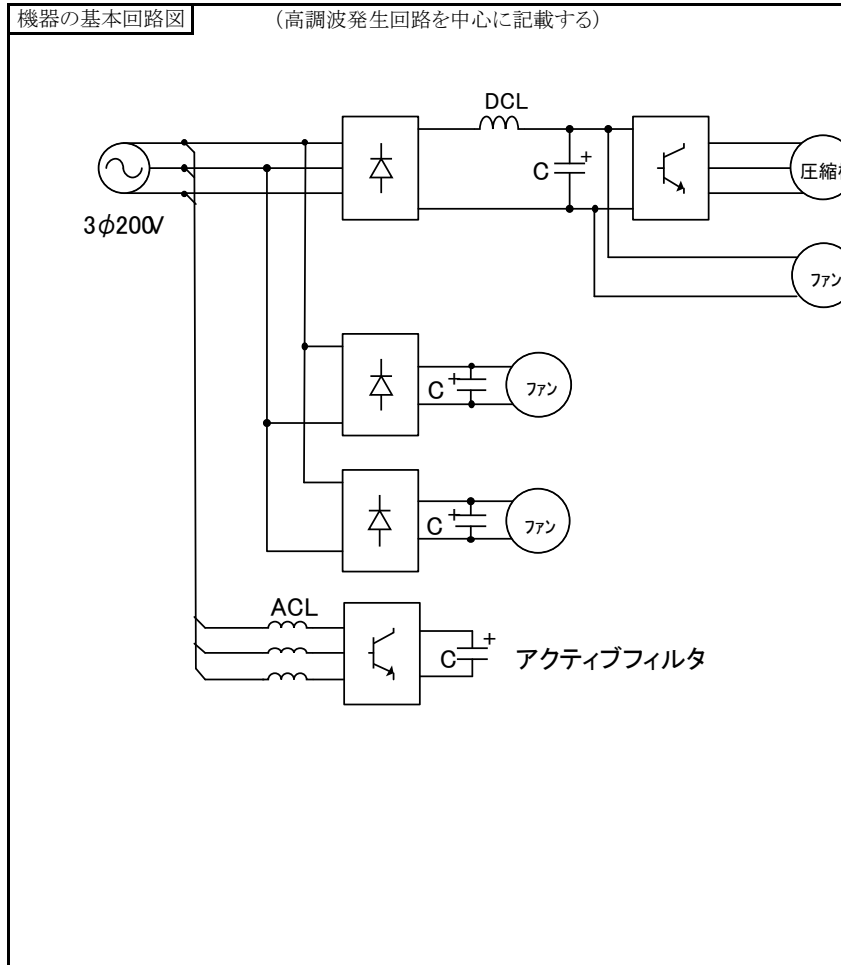 機器の基本回路図 (高調波発生回路を中心に記載する)
DCL
C +
圧縮
3φ200V
ファン
C + ファン
C + ファン
ACL
C + アクティブフィルタ